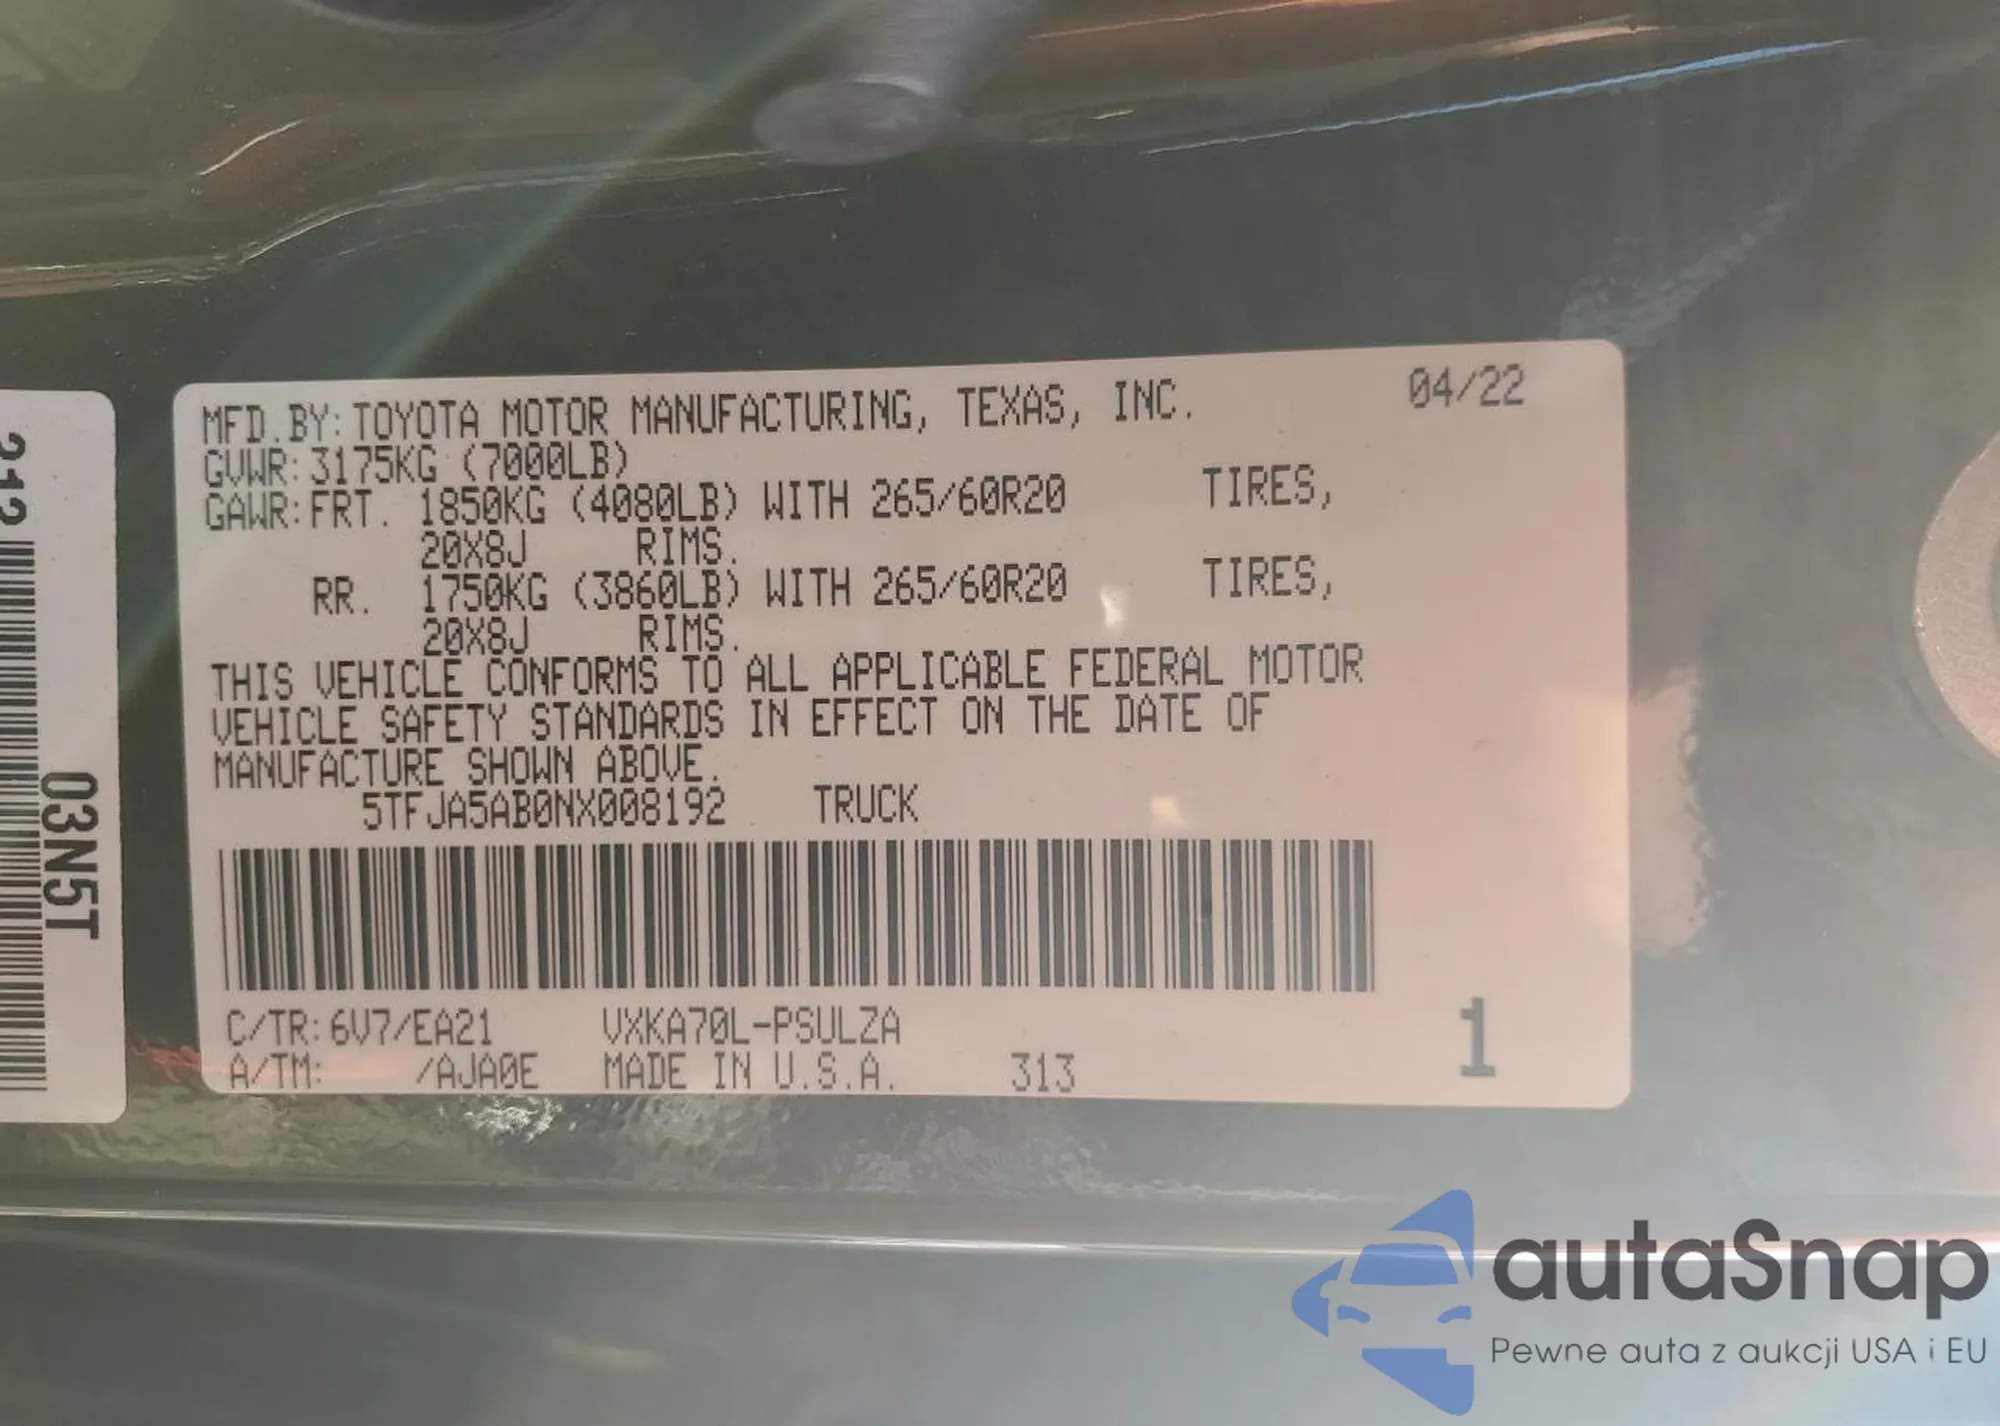 MFD.BY: TOYOTA MOTOR MANUFACTURING, TEXAS, INC. 04/22
GVWR: 3175KG (7000LB)
GAWR: FRT. 1850KG (4080LB) WITH 265/60R20 TIRES,
20X8J RIMS.
RR. 1750KG (3860LB) WITH 265/60R20 TIRES,
20X8J RIMS.
THIS VEHICLE CONFORMS TO ALL APPLICABLE FEDERAL MOTOR
VEHICLE SAFETY STANDARDS IN EFFECT ON THE DATE OF
MANUFACTURE SHOWN ABOVE.
5TFJA5AB0NX008192 TRUCK
C/TR: 6V7/EA21 VXKA70L-PSULZA
A/TM: /AJA0E MADE IN U.S.A. 313 1
03N5T
autaSnap
Pewne auta z aukcji USA i EU